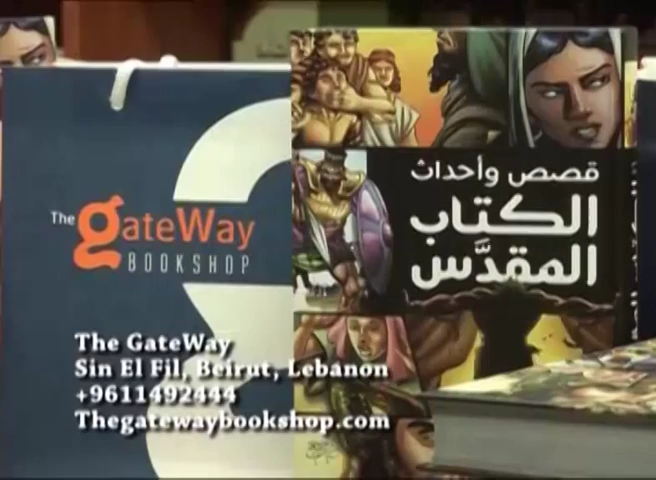 The
gateWay
BOOKSHOP
قصص وأحداث
الكتاب
المقدَّس
The GateWay
Sin El Fil, Beirut, Lebanon
+9611492444
Thegatewaybookshop.com